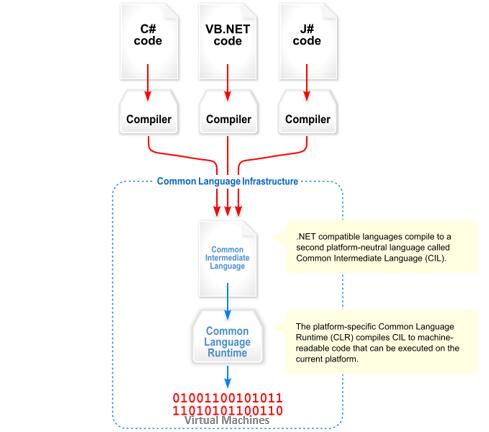 C#
code
VB.NET
code
J#
code
Compiler
Compiler
Compiler
Common Language Infrastructure
Common
Intermediate
Language
.NET compatible languages compile to a
second platform-neutral language called
Common Intermediate Language (CIL).
Common
Language
Runtime
The platform-specific Common Language
Runtime (CLR) compiles CIL to machine-
readable code that can be executed on the
current platform.
01001100101011
11010101100110
Virtual Machines